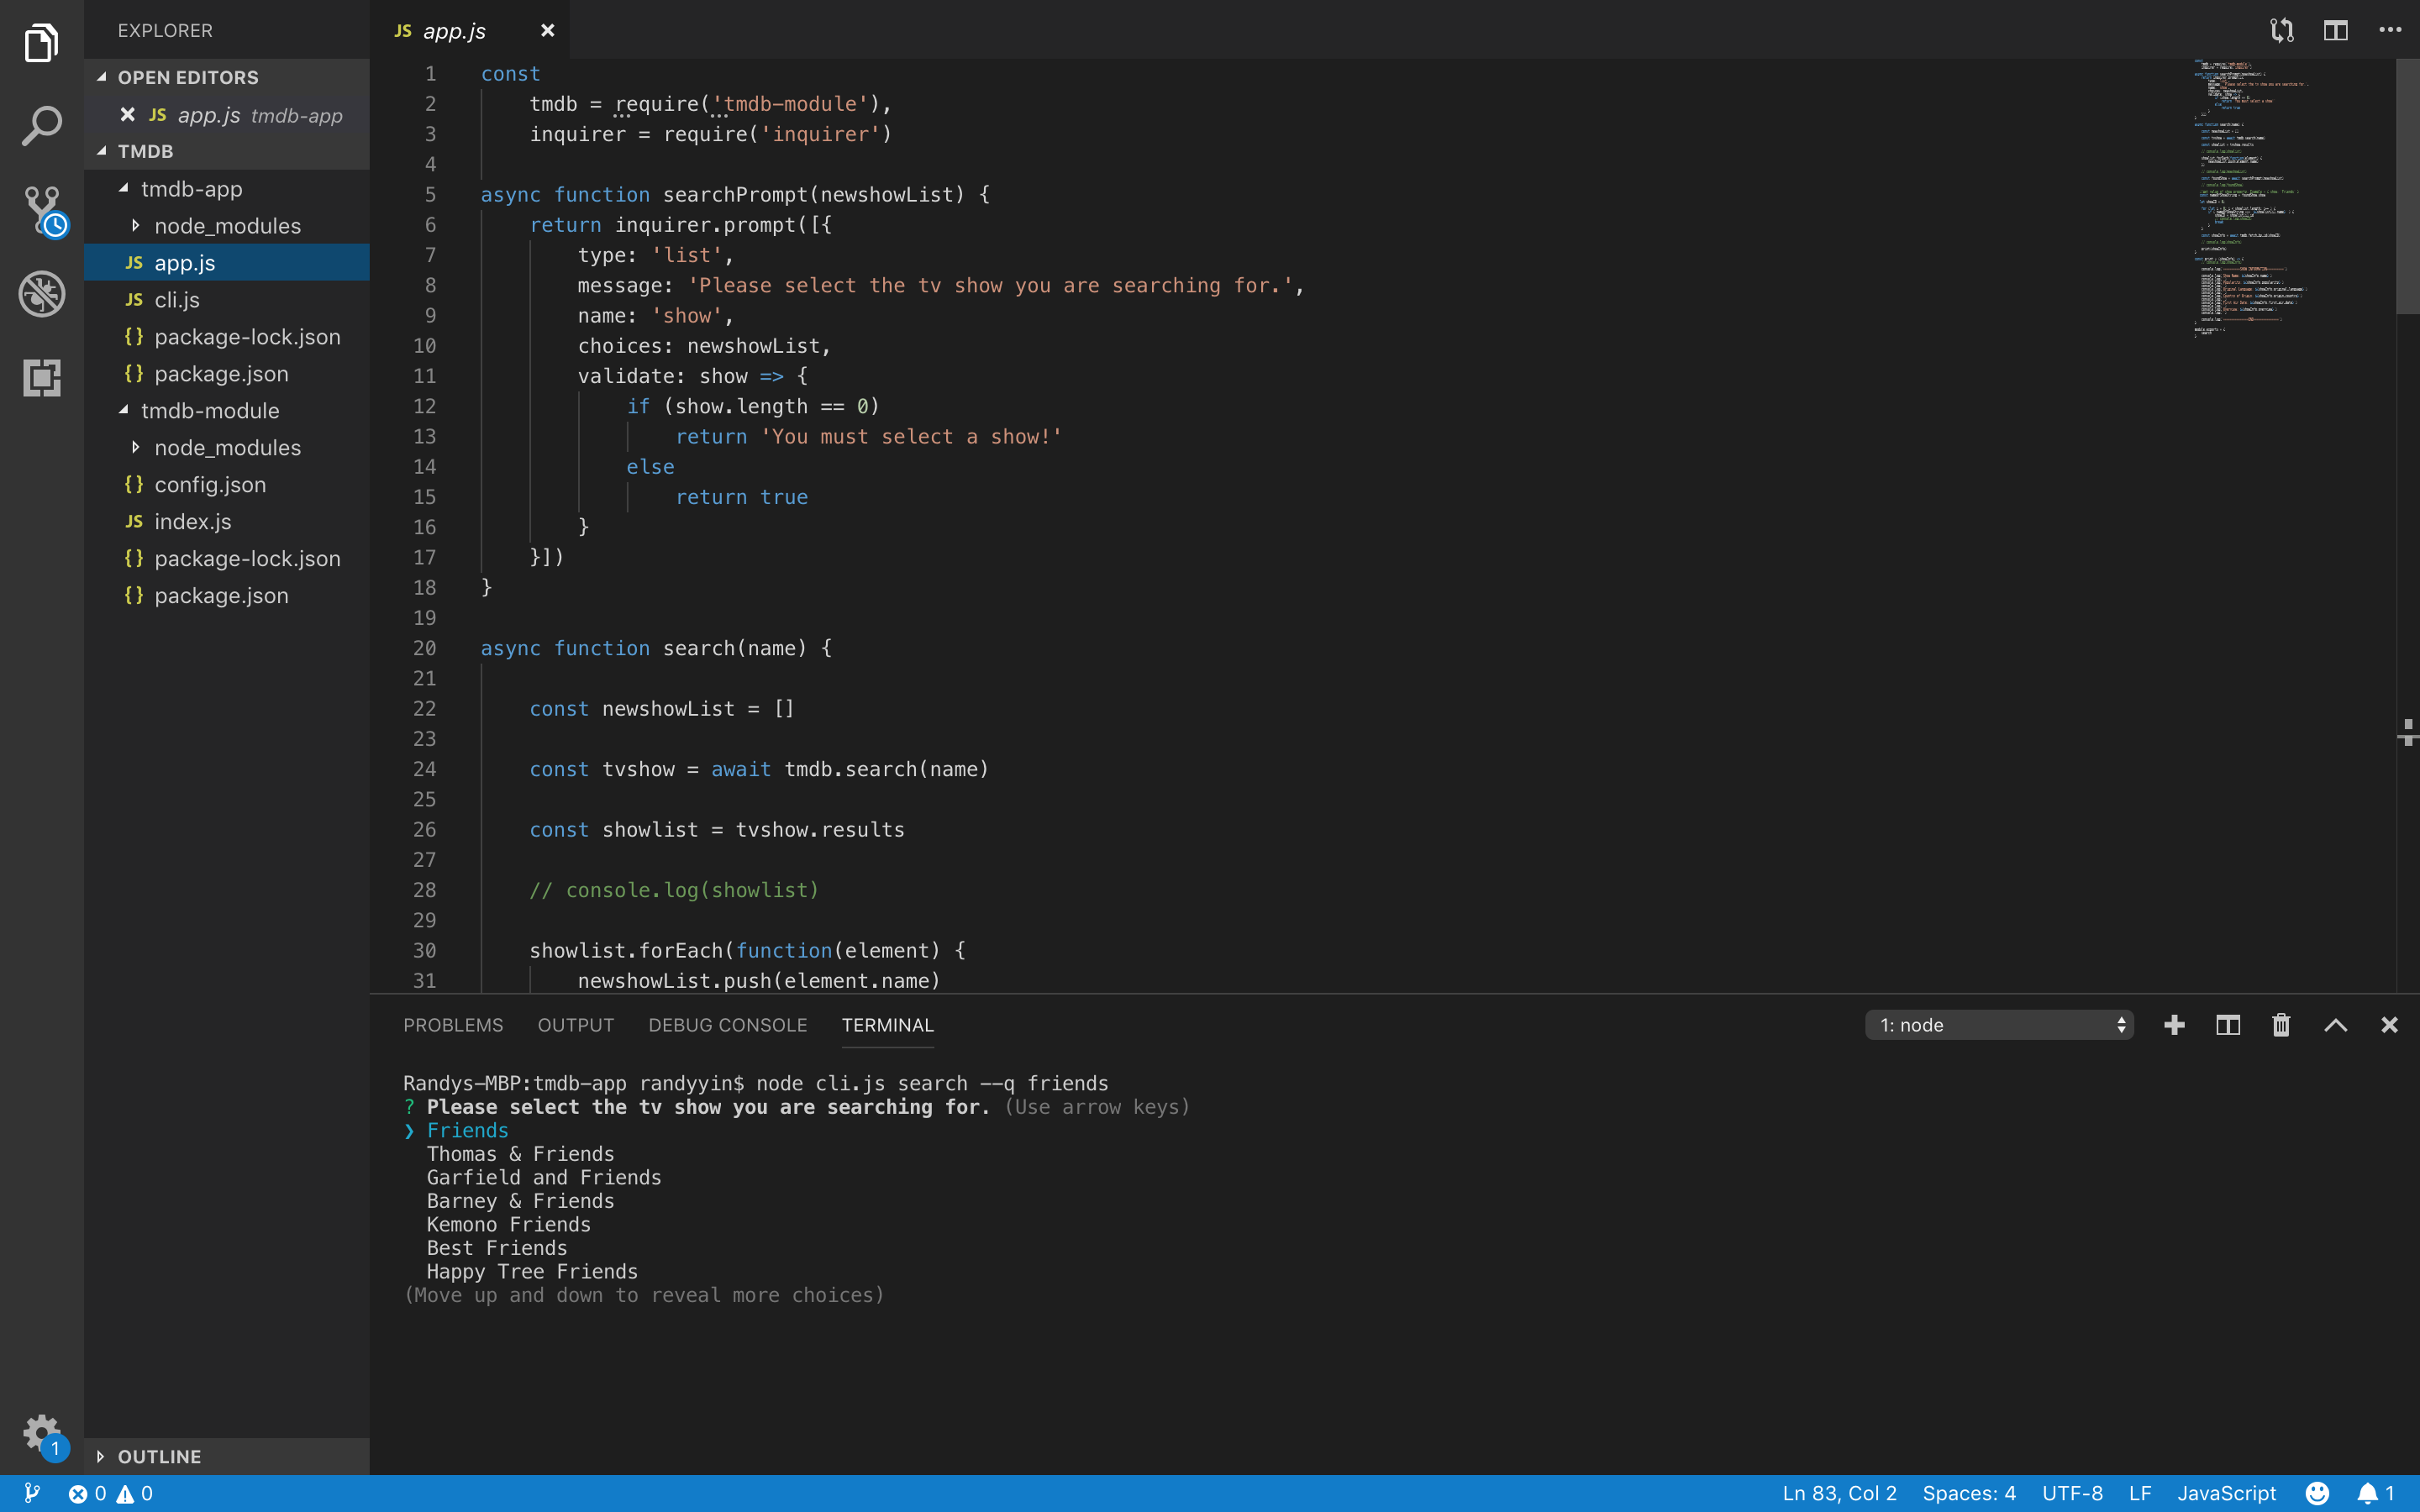 EXPLORER
OPEN EDITORS
JS app.js tmdb-app
TMDB
tmdb-app
node_modules
JS app.js
JS cli.js
{} package-lock.json
{} package.json
tmdb-module
node_modules
{} config.json
JS index.js
{} package-lock.json
{} package.json
OUTLINE
JS app.js
1 const
2 tmdb = require('tmdb-module'),
3 inquirer = require('inquirer')
4
5 async function searchPrompt(newshowList) {
6 return inquirer.prompt([{
7 type: 'list',
8 message: 'Please select the tv show you are searching for.',
9 name: 'show',
10 choices: newshowList,
11 validate: show => {
12 if (show.length == 0)
13 return 'You must select a show!'
14 else
15 return true
16 }
17 }])
18 }
19
20 async function search(name) {
21
22 const newshowList = []
23
24 const tvshow = await tmdb.search(name)
25
26 const showlist = tvshow.results
27
28 // console.log(showlist)
29
30 showlist.forEach(function(element) {
31 newshowList.push(element.name)
PROBLEMS OUTPUT DEBUG CONSOLE TERMINAL 1: node
Randys-MBP:tmdb-app randyyin$ node cli.js search --q friends
? Please select the tv show you are searching for. (Use arrow keys)
❯ Friends
Thomas & Friends
Garfield and Friends
Barney & Friends
Kemono Friends
Best Friends
Happy Tree Friends
(Move up and down to reveal more choices)
1
0 0 Ln 83, Col 2 Spaces: 4 UTF-8 LF JavaScript 1